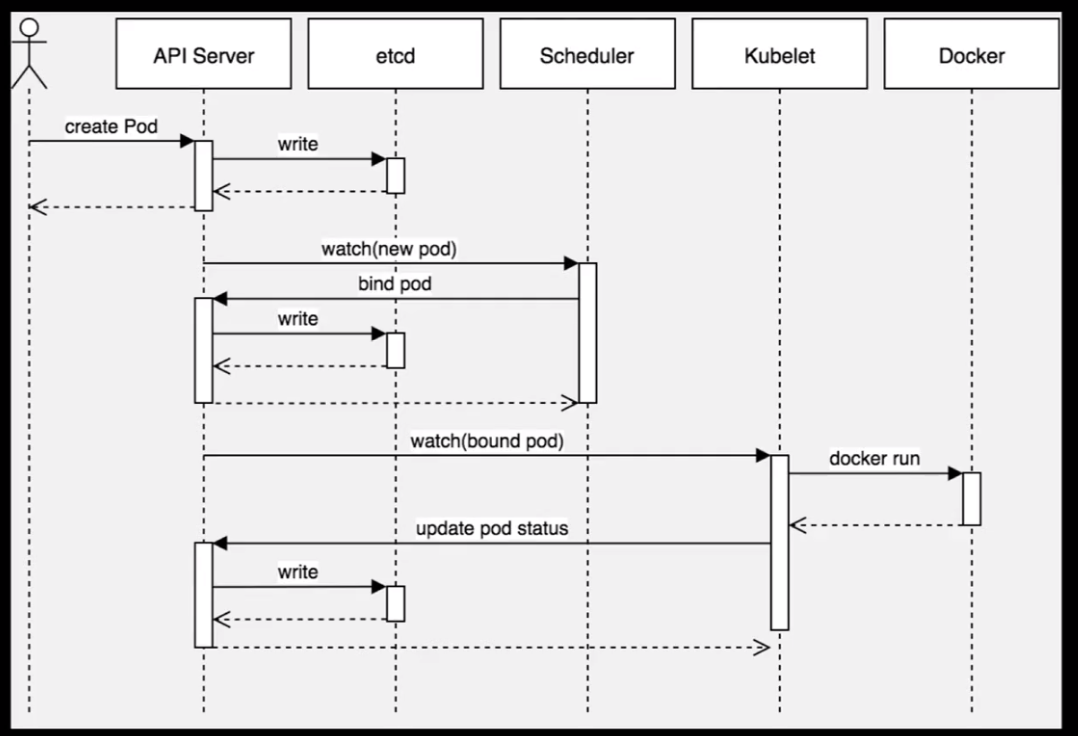 API Server
etcd
Scheduler
Kubelet
Docker
create Pod
write
watch(new pod)
bind pod
write
watch(bound pod)
docker run
update pod status
write